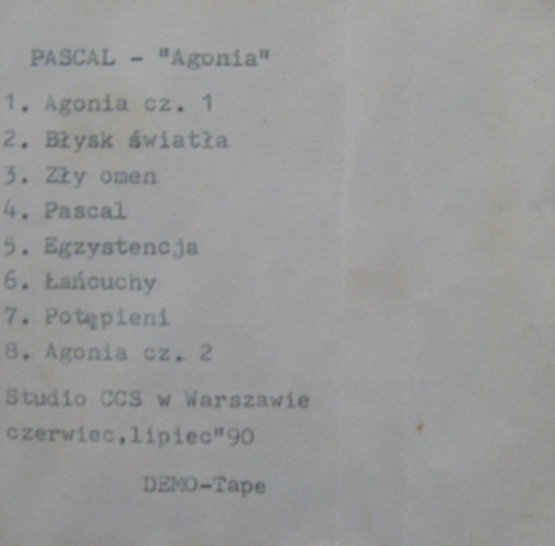 PASCAL - "Agonia"
1. Agonia cz. 1
2. Błysk światła
3. Zły omen
4. Pascal
5. Egzystencja
6. Łańcuchy
7. Potępieni
8. Agonia cz. 2
Studio CCS w Warszawie
czerwiec,lipiec"90
DEMO-Tape